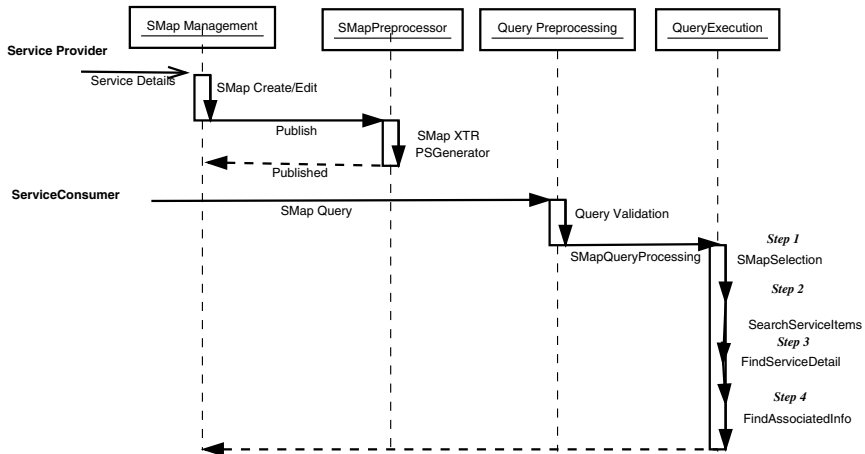 SMap Management
SMapPreprocessor
Query Preprocessing
QueryExecution
Service Provider
Service Details
SMap Create/Edit
Publish
SMap XTR
PSGenerator
Published
ServiceConsumer
SMap Query
Query Validation
SMapQueryProcessing
Step 1
SMapSelection
Step 2
SearchServiceItems
Step 3
FindServiceDetail
Step 4
FindAssociatedInfo